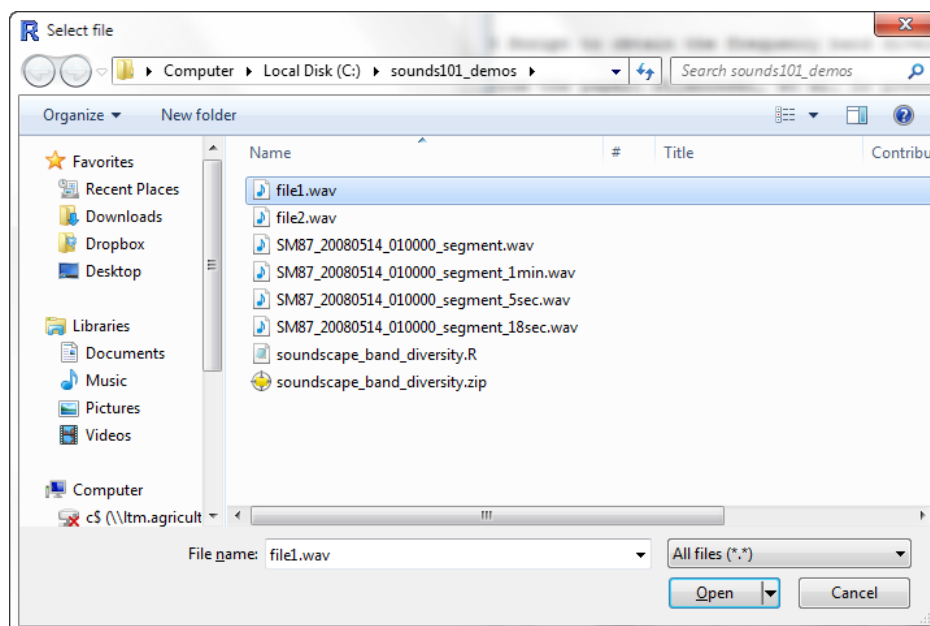 Select file
Computer Local Disk (C:) sounds101_demos
Search sounds101_demos
Organize New folder
Favorites
Recent Places
Downloads
Dropbox
Desktop
Libraries
Documents
Music
Pictures
Videos
Computer
c$ (\\ltm.agricult
Name # Title Contribu
file1.wav
file2.wav
SM87_20080514_010000_segment.wav
SM87_20080514_010000_segment_1min.wav
SM87_20080514_010000_segment_5sec.wav
SM87_20080514_010000_segment_18sec.wav
soundscape_band_diversity.R
soundscape_band_diversity.zip
File name: file1.wav
All files (*.*)
Open Cancel